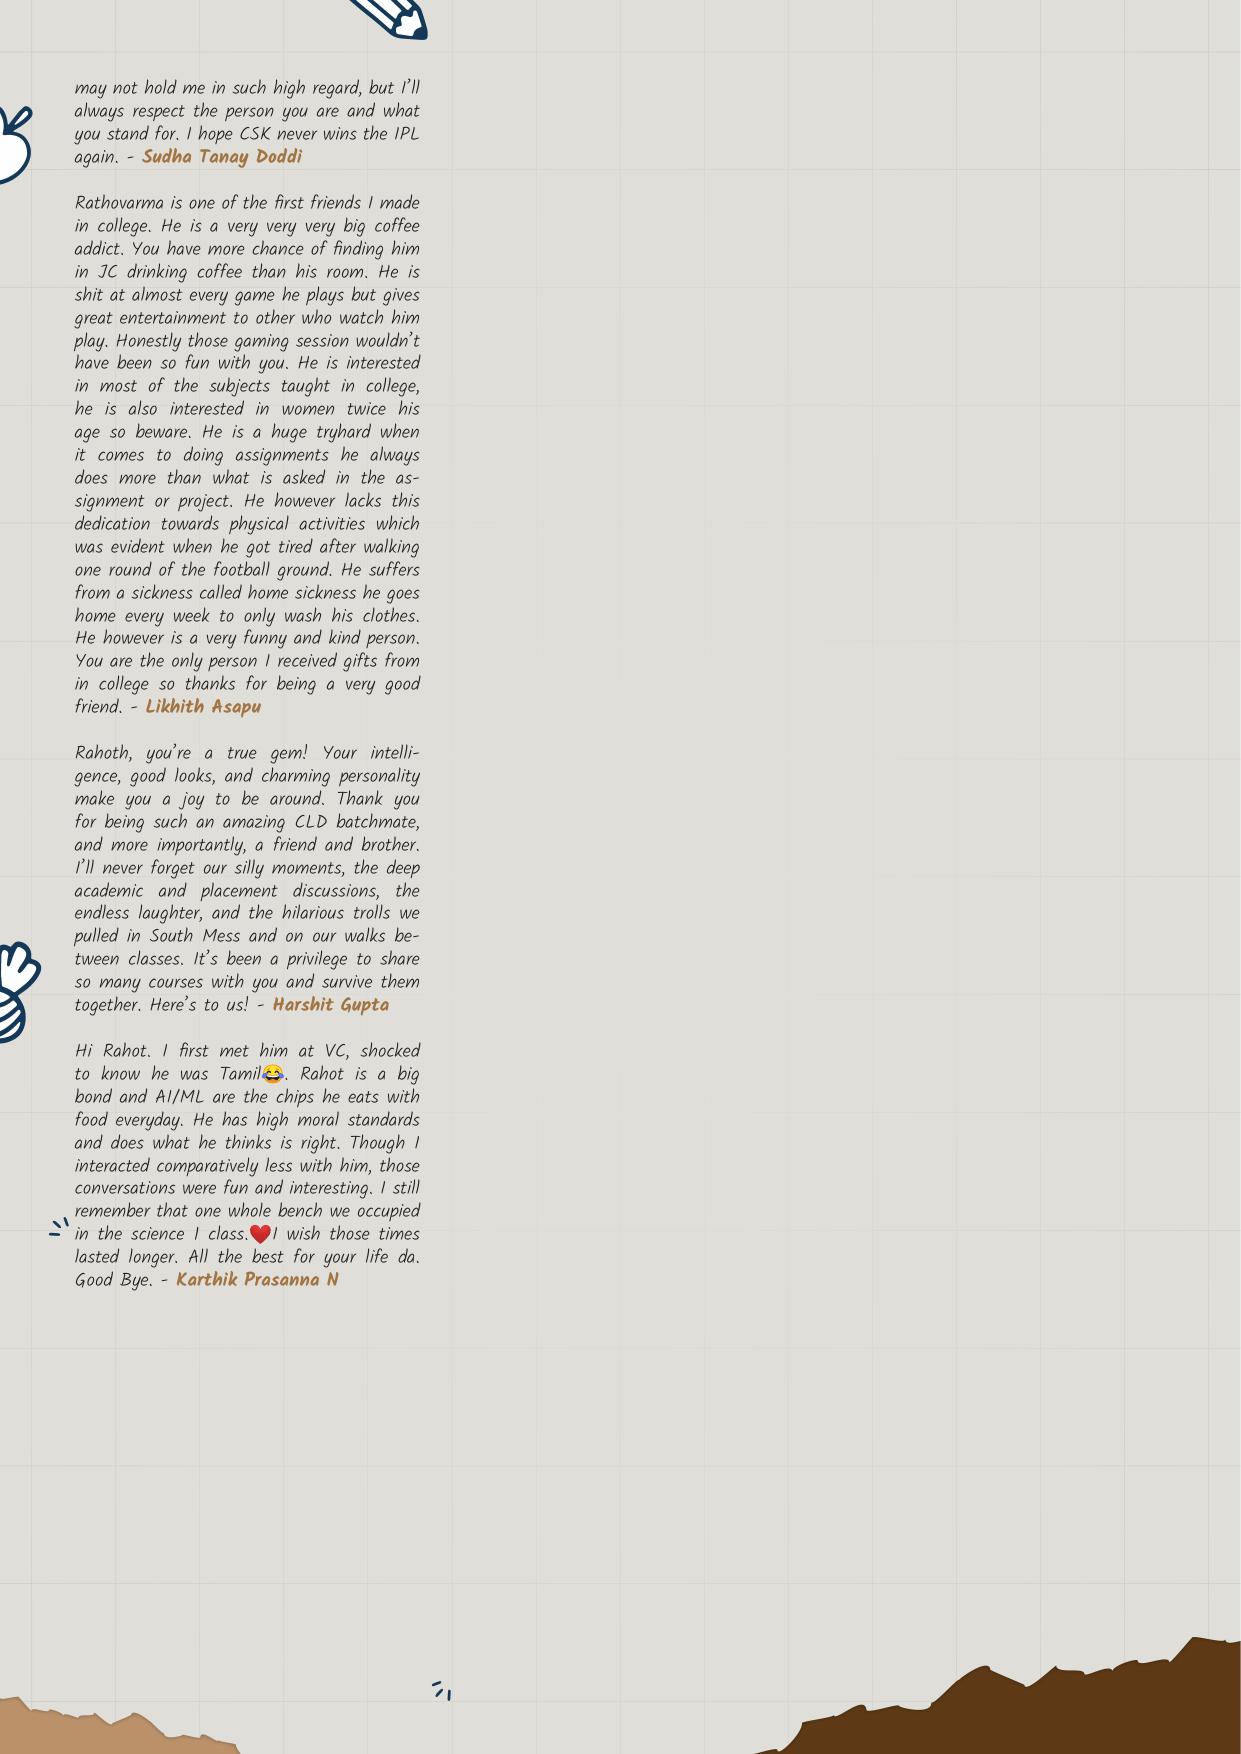 may not hold me in such high regard, but I’ll
always respect the person you are and what
you stand for. I hope CSK never wins the IPL
again. - Sudha Tanay Doddi
Rathovarma is one of the first friends I made
in college. He is a very very very big coffee
addict. You have more chance of finding him
in JC drinking coffee than his room. He is
shit at almost every game he plays but gives
great entertainment to other who watch him
play. Honestly those gaming session wouldn’t
have been so fun with you. He is interested
in most of the subjects taught in college,
he is also interested in women twice his
age so beware. He is a huge tryhard when
it comes to doing assignments he always
does more than what is asked in the as-
signment or project. He however lacks this
dedication towards physical activities which
was evident when he got tired after walking
one round of the football ground. He suffers
from a sickness called home sickness he goes
home every week to only wash his clothes.
He however is a very funny and kind person.
You are the only person I received gifts from
in college so thanks for being a very good
friend. - Likhith Asapu
Rahoth, you’re a true gem! Your intelli-
gence, good looks, and charming personality
make you a joy to be around. Thank you
for being such an amazing CLD batchmate,
and more importantly, a friend and brother.
I’ll never forget our silly moments, the deep
academic and placement discussions, the
endless laughter, and the hilarious trolls we
pulled in South Mess and on our walks be-
tween classes. It’s been a privilege to share
so many courses with you and survive them
together. Here’s to us! - Harshit Gupta
Hi Rahot. I first met him at VC, shocked
to know he was Tamil😂. Rahot is a big
bond and AI/ML are the chips he eats with
food everyday. He has high moral standards
and does what he thinks is right. Though I
interacted comparatively less with him, those
conversations were fun and interesting. I still
remember that one whole bench we occupied
in the science I class.❤️I wish those times
lasted longer. All the best for your life da.
Good Bye. - Karthik Prasanna N